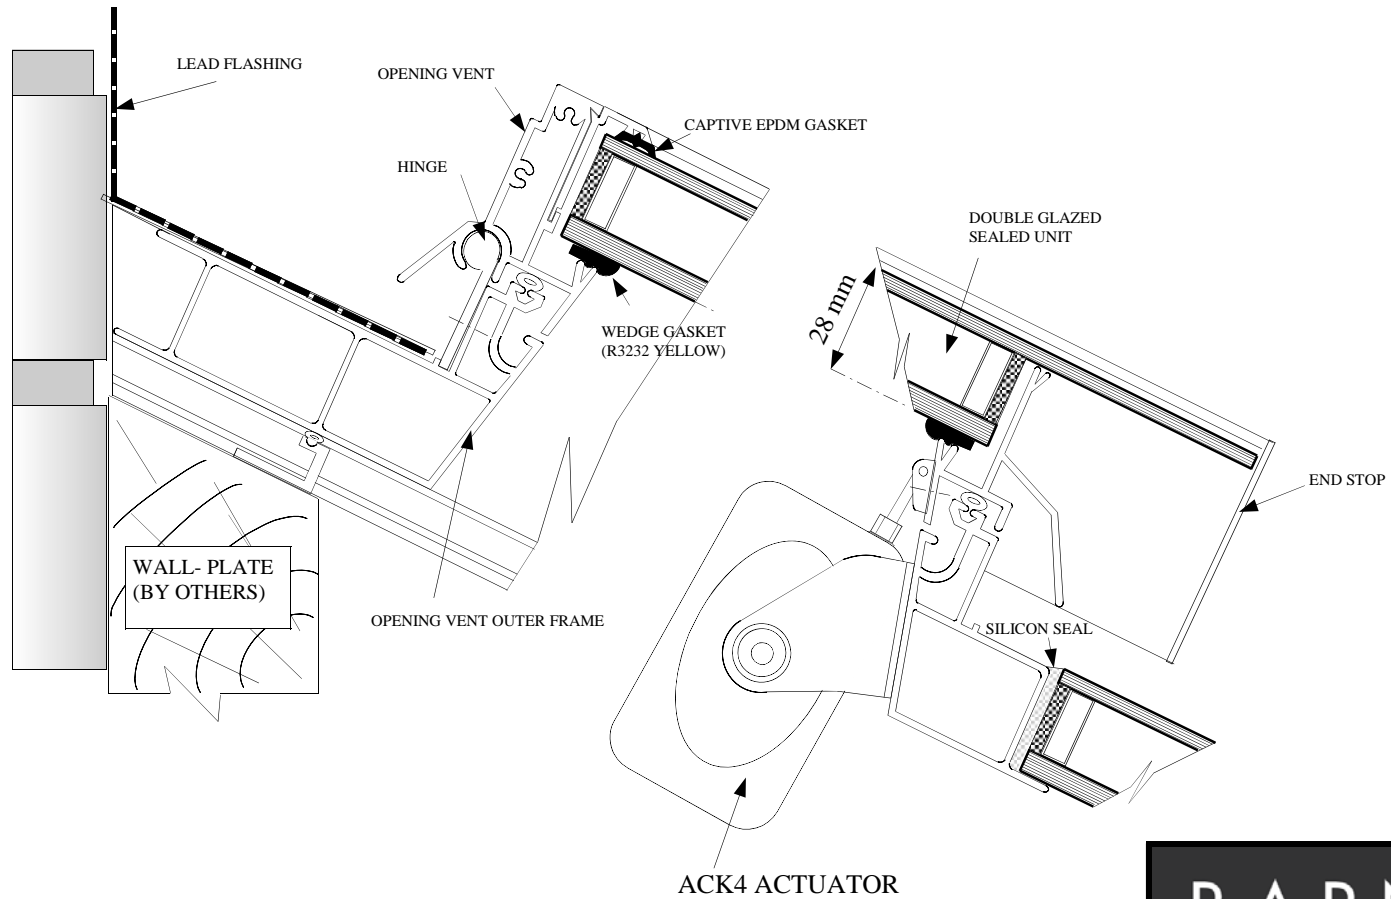 LEAD FLASHING
OPENING VENT
CAPTIVE EPDM GASKET
HINGE
DOUBLE GLAZED
SEALED UNIT
28 mm
WEDGE GASKET
(R3232 YELLOW)
END STOP
WALL- PLATE
(BY OTHERS)
OPENING VENT OUTER FRAME
SILICON SEAL
ACK4 ACTUATOR